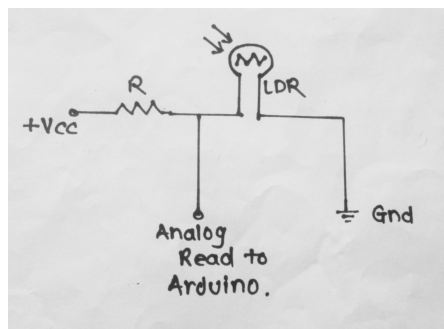 R
LDR
+Vcc
Gnd
Analog
Read to
Arduino.